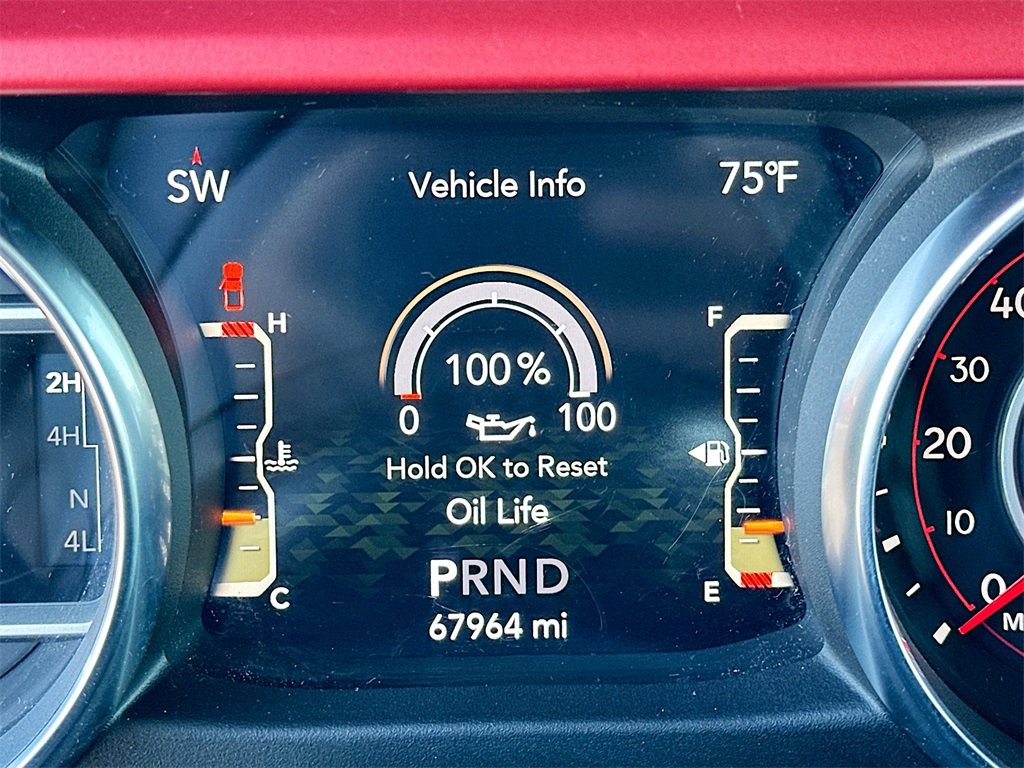 SW
Vehicle Info
75°F
H
C
100%
0
100
Hold OK to Reset
Oil Life
PRND
67964 mi
F
E
2H
4H
N
4L
40
30
20
10
0